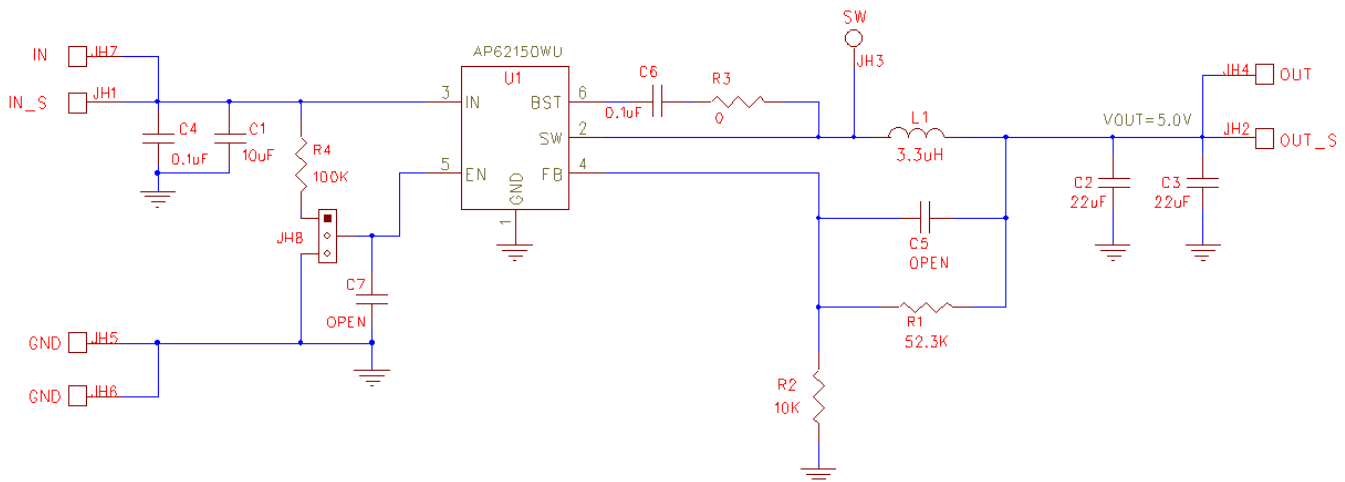 SW
IN
JH7
AP62150WU
JH3
IN_S
JH1
U1
C6
R3
JH4
OUT
3
IN
BST
6
0.1uF
0
C4
C1
SW
2
L1
VOUT=5.0V
JH2
OUT_S
0.1uF
10uF
R4
3.3uH
100K
5
EN
FB
4
GND
C2
C3
22uF
22uF
1
JH8
C5
OPEN
C7
OPEN
R1
52.3K
GND
JH5
R2
10K
GND
JH6